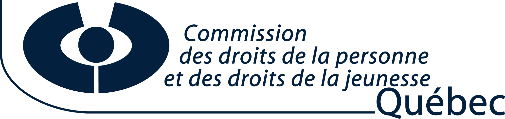 Commission
des droits de la personne
et des droits de la jeunesse
Québec